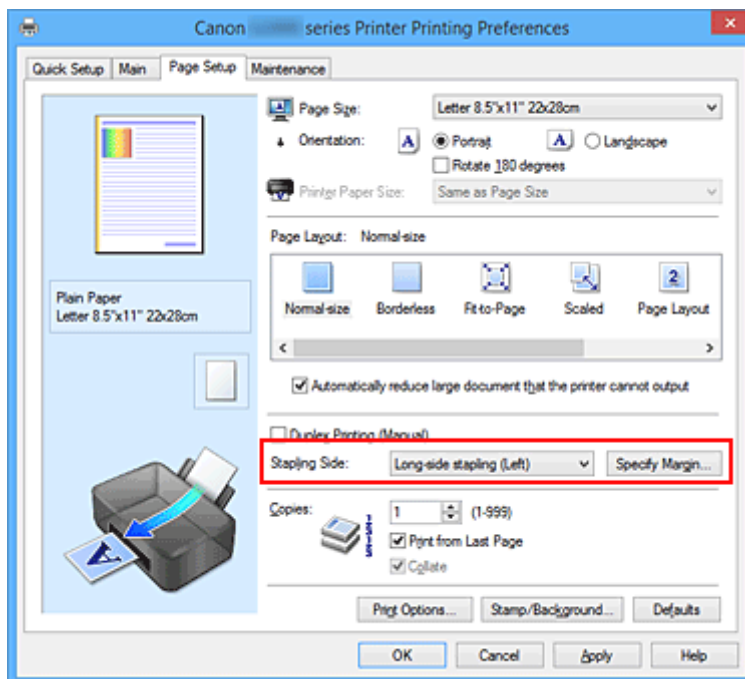 Canon series Printer Printing Preferences
Quick Setup Main Page Setup Maintenance
Page Size: Letter 8.5"x11" 22x28cm
Orientation: A Portrait A Landscape
Rotate 180 degrees
Printer Paper Size: Same as Page Size
Page Layout: Normal-size
2
Normal-size Borderless Fit-to-Page Scaled Page Layout
Plain Paper
Letter 8.5"x11" 22x28cm
Automatically reduce large document that the printer cannot output
Duplex Printing (Manual)
Stapling Side: Long-side stapling (Left) Specify Margin...
Copies: 1 (1-999)
Print from Last Page
Collate
A
Print Options... Stamp/Background... Defaults
OK Cancel Apply Help